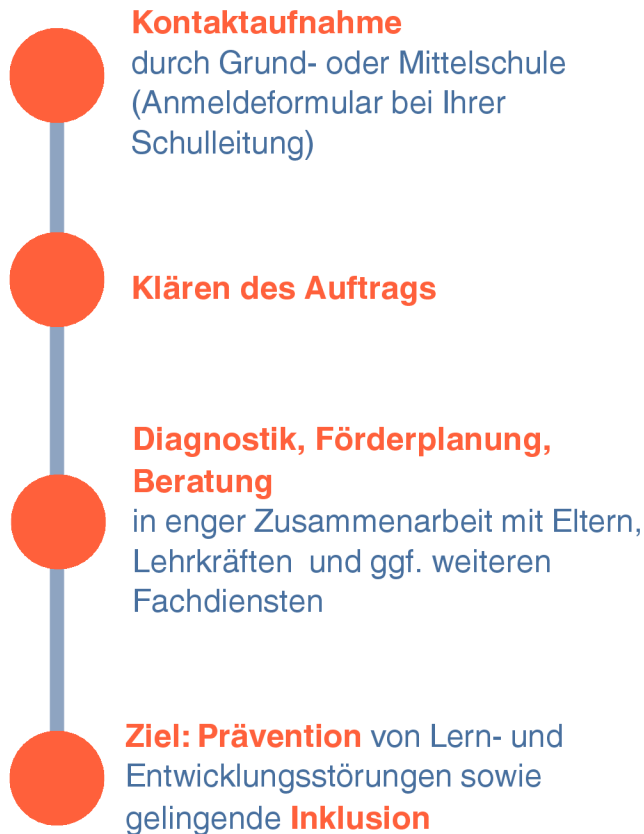 Kontaktaufnahme
durch Grund- oder Mittelschule
(Anmeldeformular bei Ihrer
Schulleitung)
Klären des Auftrags
Diagnostik, Förderplanung,
Beratung
in enger Zusammenarbeit mit Eltern,
Lehrkräften und ggf. weiteren
Fachdiensten
Ziel: Prävention von Lern- und
Entwicklungsstörungen sowie
gelingende Inklusion